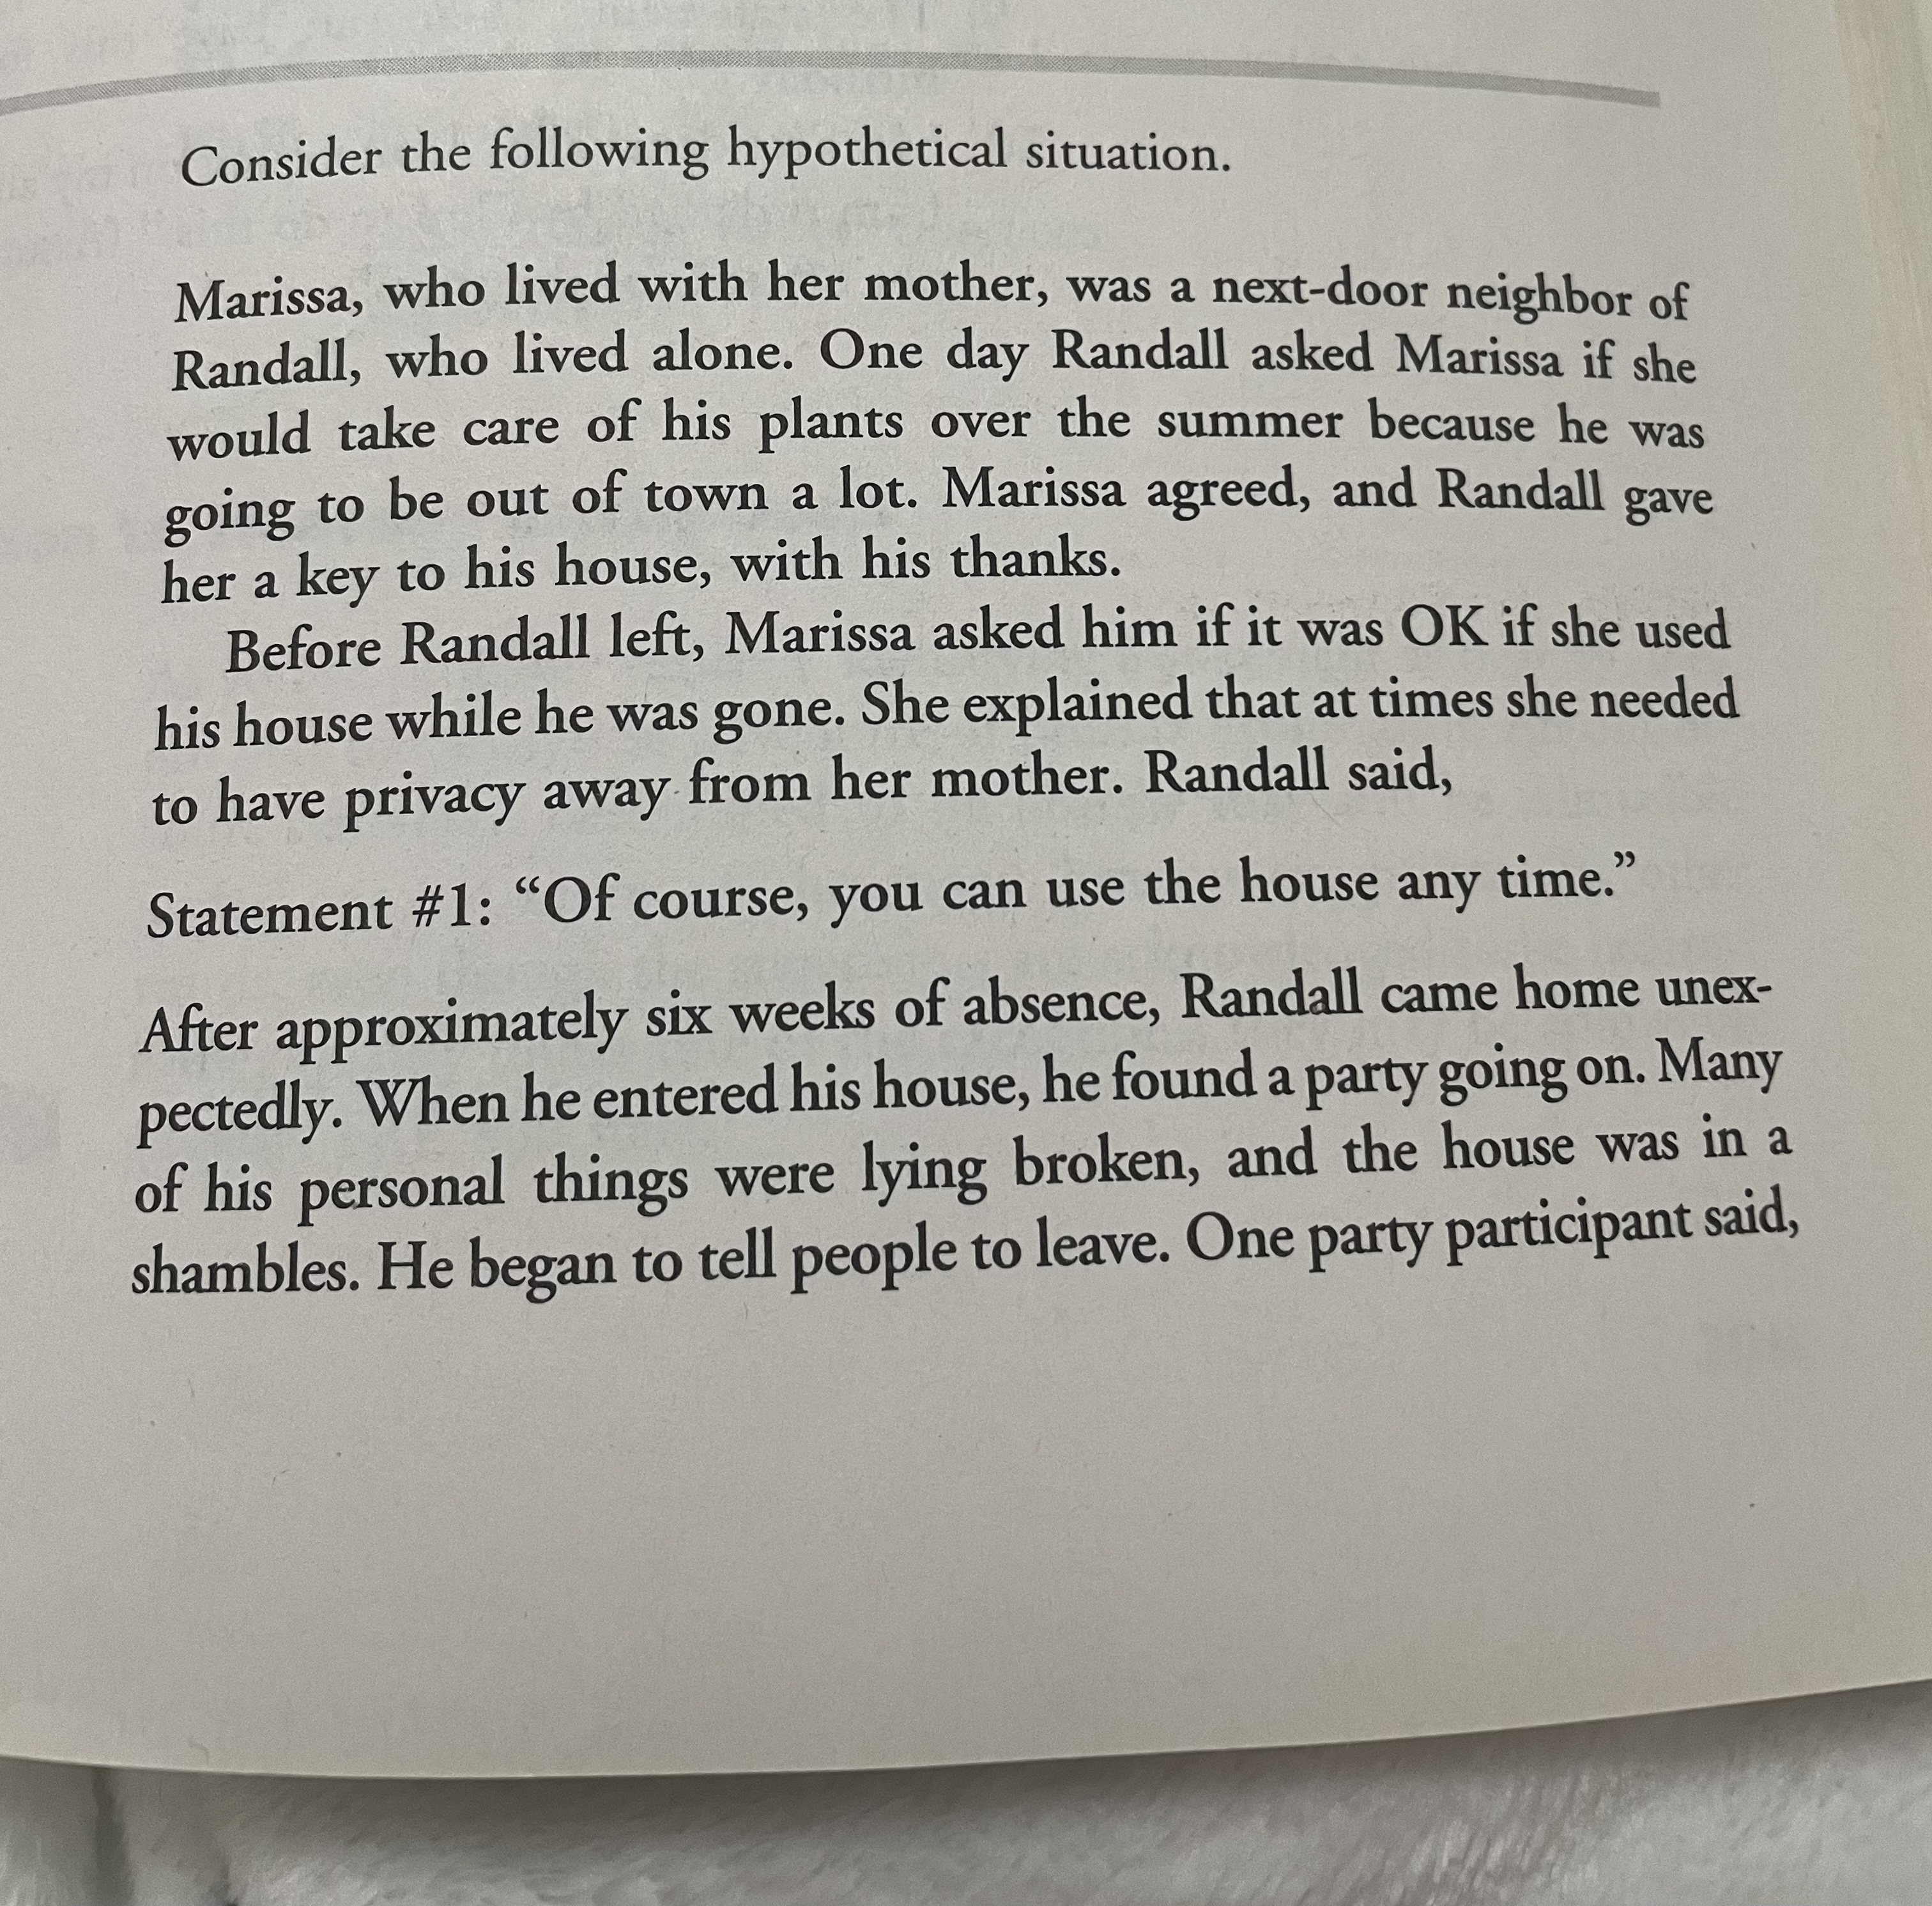 Consider the following hypothetical situation.
Marissa, who lived with her mother, was a next-door neighbor of
Randall, who lived alone. One day Randall asked Marissa if she
would take care of his plants over the summer because he was
going to be out of town a lot. Marissa agreed, and Randall gave
her a key to his house, with his thanks.
Before Randall left, Marissa asked him if it was OK if she used
his house while he was gone. She explained that at times she needed
to have privacy away from her mother. Randall said,
Statement #1: “Of course, you can use the house any time.”
After approximately six weeks of absence, Randall came home unex-
pectedly. When he entered his house, he found a party going on. Many
of his personal things were lying broken, and the house was in a
shambles. He began to tell people to leave. One party participant said,